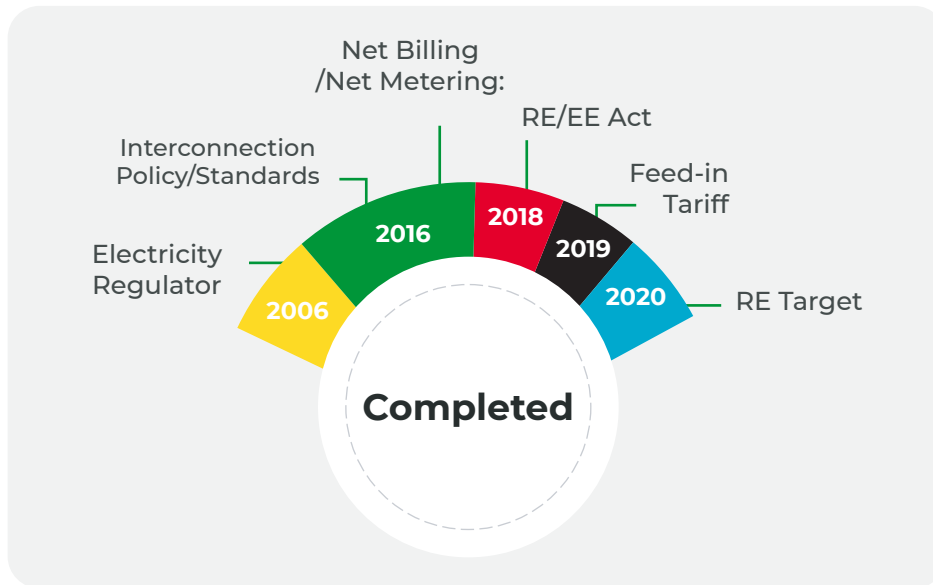 Net Billing
/Net Metering:
RE/EE Act
Interconnection
Policy/Standards
Feed-in
Tariff
Electricity
Regulator
RE Target
2006
2016
2018
2019
2020
Completed